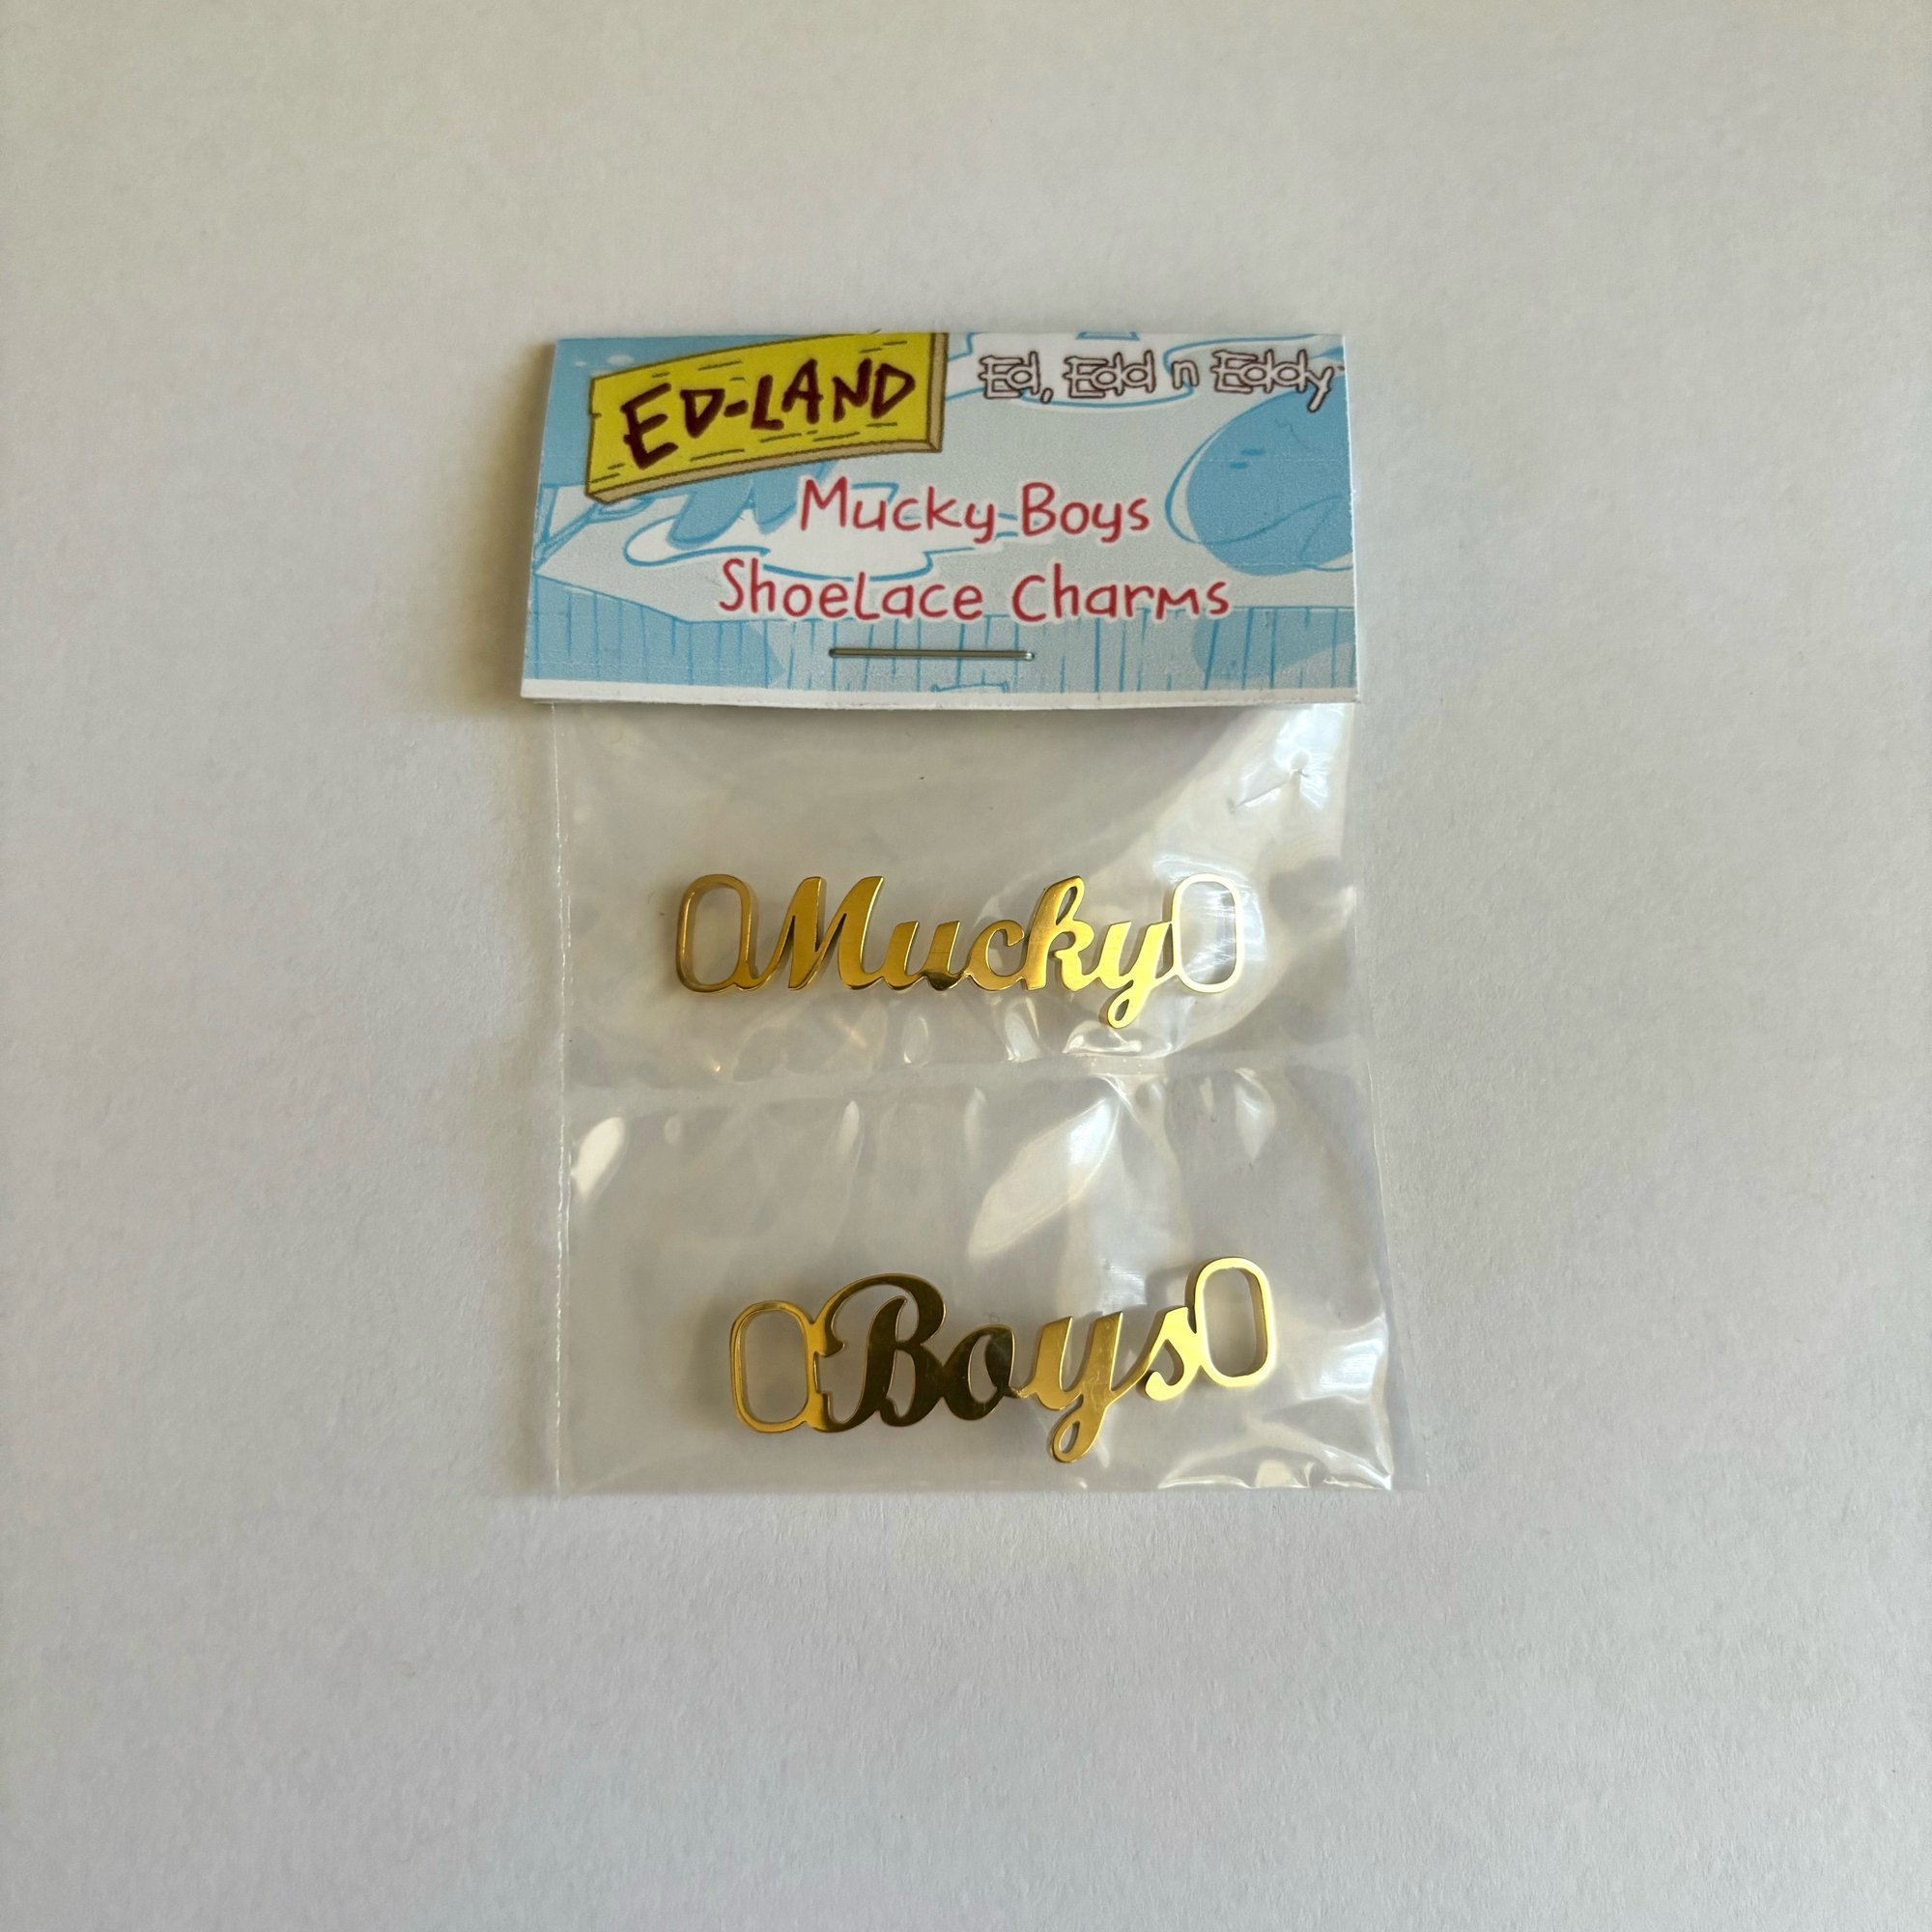 ED-LAND
Ed, Edd n Eddy
Mucky Boys
Shoelace Charms
Mucky
Boys